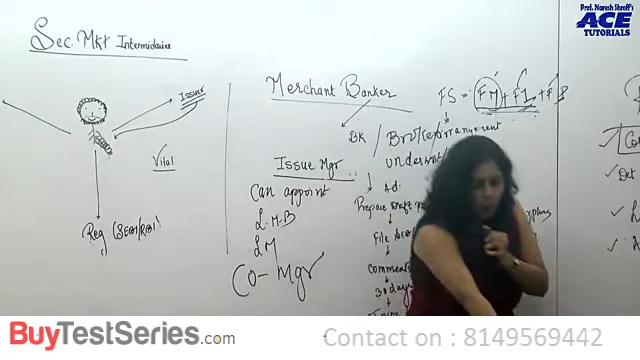 Prof. Naresh Shroff's
ACE
TUTORIALS
Sec. Mkt Intermediaries
Issuer
Vital
Reg (SEBI/RBI)
Merchant Banker
Issue Mgr
Can appoint
L.M.B
LM
Co-Mgr
FS = FM + FI + F
BK / Broker
arrangement
underwrit
Ad.
Prepare Draft
File
Comments
30 days
Det
BuyTestSeries.com
Contact on : 8149569442